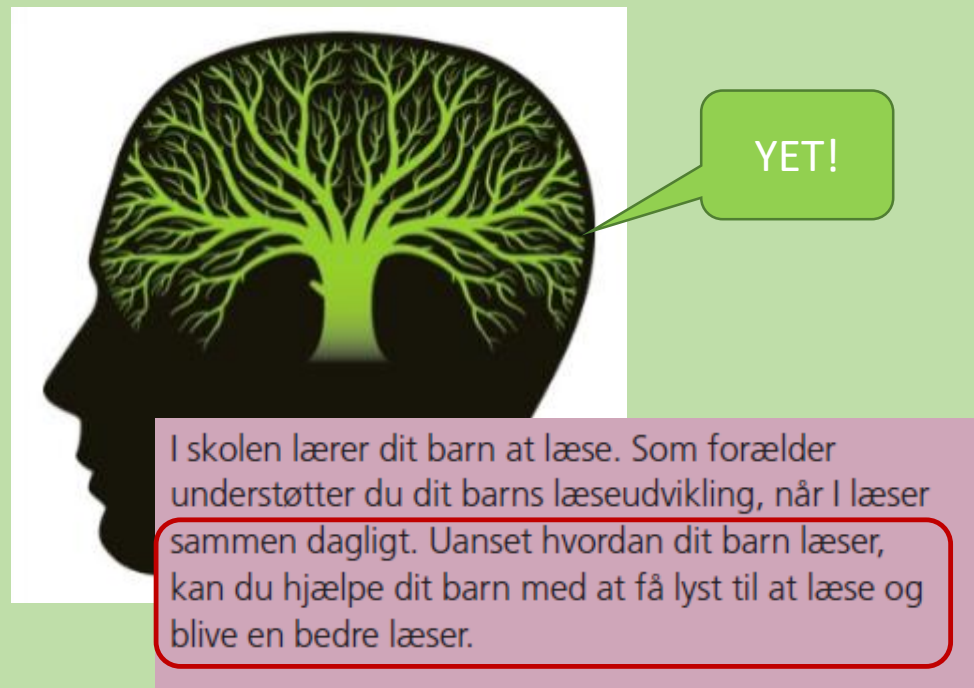 YET!
I skolen lærer dit barn at læse. Som forælder
understøtter du dit barns læseudvikling, når I læser
sammen dagligt. Uanset hvordan dit barn læser,
kan du hjælpe dit barn med at få lyst til at læse og
blive en bedre læser.